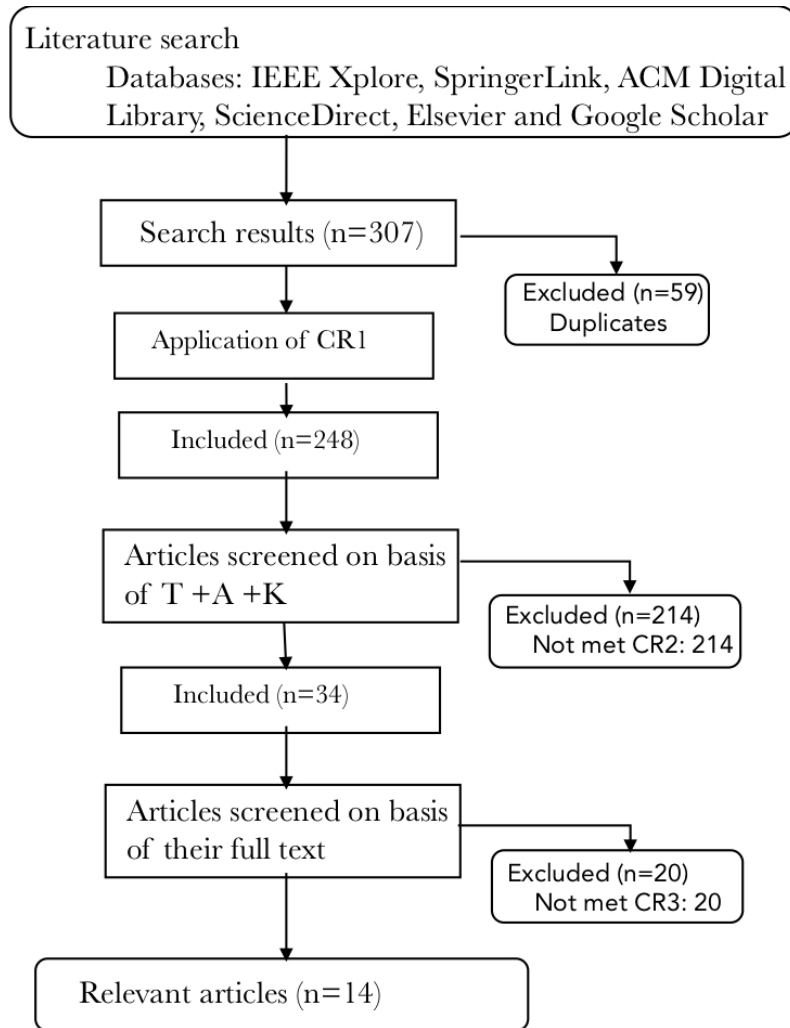 Literature search
Databases: IEEE Xplore, SpringerLink, ACM Digital
Library, ScienceDirect, Elsevier and Google Scholar
Search results (n=307)
Excluded (n=59)
Duplicates
Application of CR1
Included (n=248)
Articles screened on basis
of T +A +K
Excluded (n=214)
Not met CR2: 214
Included (n=34)
Articles screened on basis
of their full text
Excluded (n=20)
Not met CR3: 20
Relevant articles (n=14)